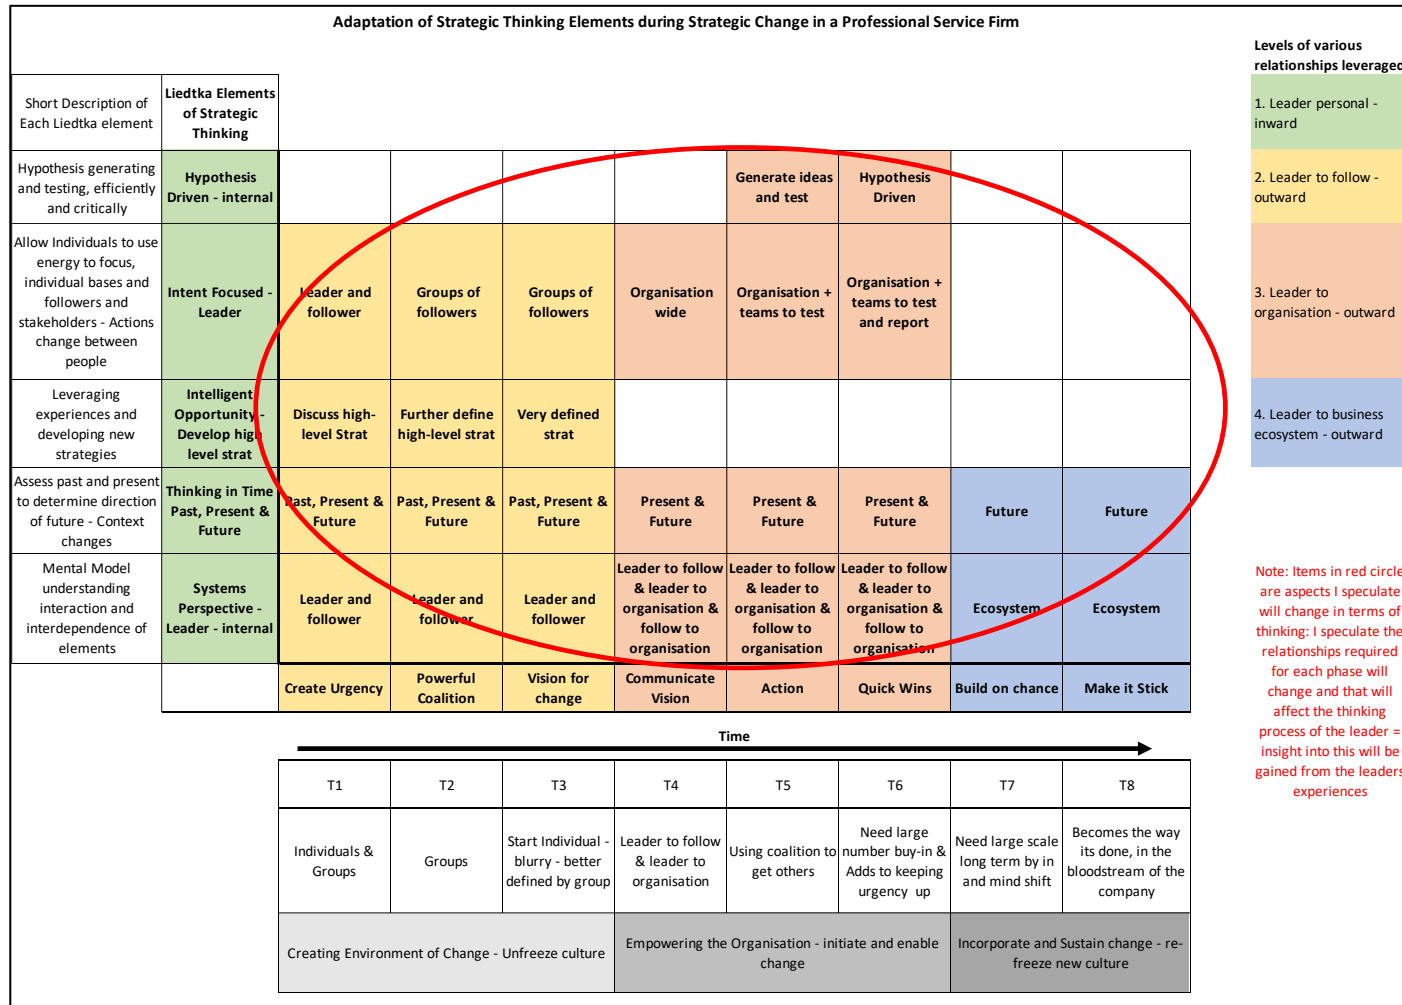 Adaptation of Strategic Thinking Elements during Strategic Change in a Professional Service Firm
Levels of various
relationships leveraged
Short Description of
Each Liedtka element
Liedtka Elements
of Strategic
Thinking
1. Leader personal -
inward
Hypothesis generating
and testing, efficiently
and critically
Hypothesis
Driven - internal
Generate ideas
and test
Hypothesis
Driven
2. Leader to follow -
outward
Allow Individuals to use
energy to focus,
individual bases and
followers and
stakeholders - Actions
change between
people
Intent Focused -
Leader
Leader and
follower
Groups of
followers
Groups of
followers
Organisation
wide
Organisation +
teams to test
Organisation +
teams to test
and report
3. Leader to
organisation - outward
Leveraging
experiences and
developing new
strategies
Intelligent
Opportunity -
Develop high
level strat
Discuss high-
level Strat
Further define
high-level strat
Very defined
strat
4. Leader to business
ecosystem - outward
Assess past and present
to determine direction
of future - Context
changes
Thinking in Time
Past, Present &
Future
Past, Present &
Future
Past, Present &
Future
Past, Present &
Future
Present &
Future
Present &
Future
Present &
Future
Future
Future
Mental Model
understanding
interaction and
interdependence of
elements
Systems
Perspective -
Leader - internal
Leader and
follower
Leader and
follower
Leader and
follower
Leader to follow
& leader to
organisation &
follow to
organisation
Leader to follow
& leader to
organisation &
follow to
organisation
Leader to follow
& leader to
organisation &
follow to
organisation
Ecosystem
Ecosystem
Create Urgency
Powerful
Coalition
Vision for
change
Communicate
Vision
Action
Quick Wins
Build on chance
Make it Stick
Note: Items in red circle
are aspects I speculate
will change in terms of
thinking: I speculate the
relationships required
for each phase will
change and that will
affect the thinking
process of the leader =
insight into this will be
gained from the leaders
experiences
Time
T1
T2
T3
T4
T5
T6
T7
T8
Individuals &
Groups
Groups
Start Individual -
blurry - better
defined by group
Leader to follow
& leader to
organisation
Using coalition to
get others
Need large
number buy-in &
Adds to keeping
urgency up
Need large scale
long term by in
and mind shift
Becomes the way
its done, in the
bloodstream of the
company
Creating Environment of Change - Unfreeze culture
Empowering the Organisation - initiate and enable
change
Incorporate and Sustain change - re-
freeze new culture